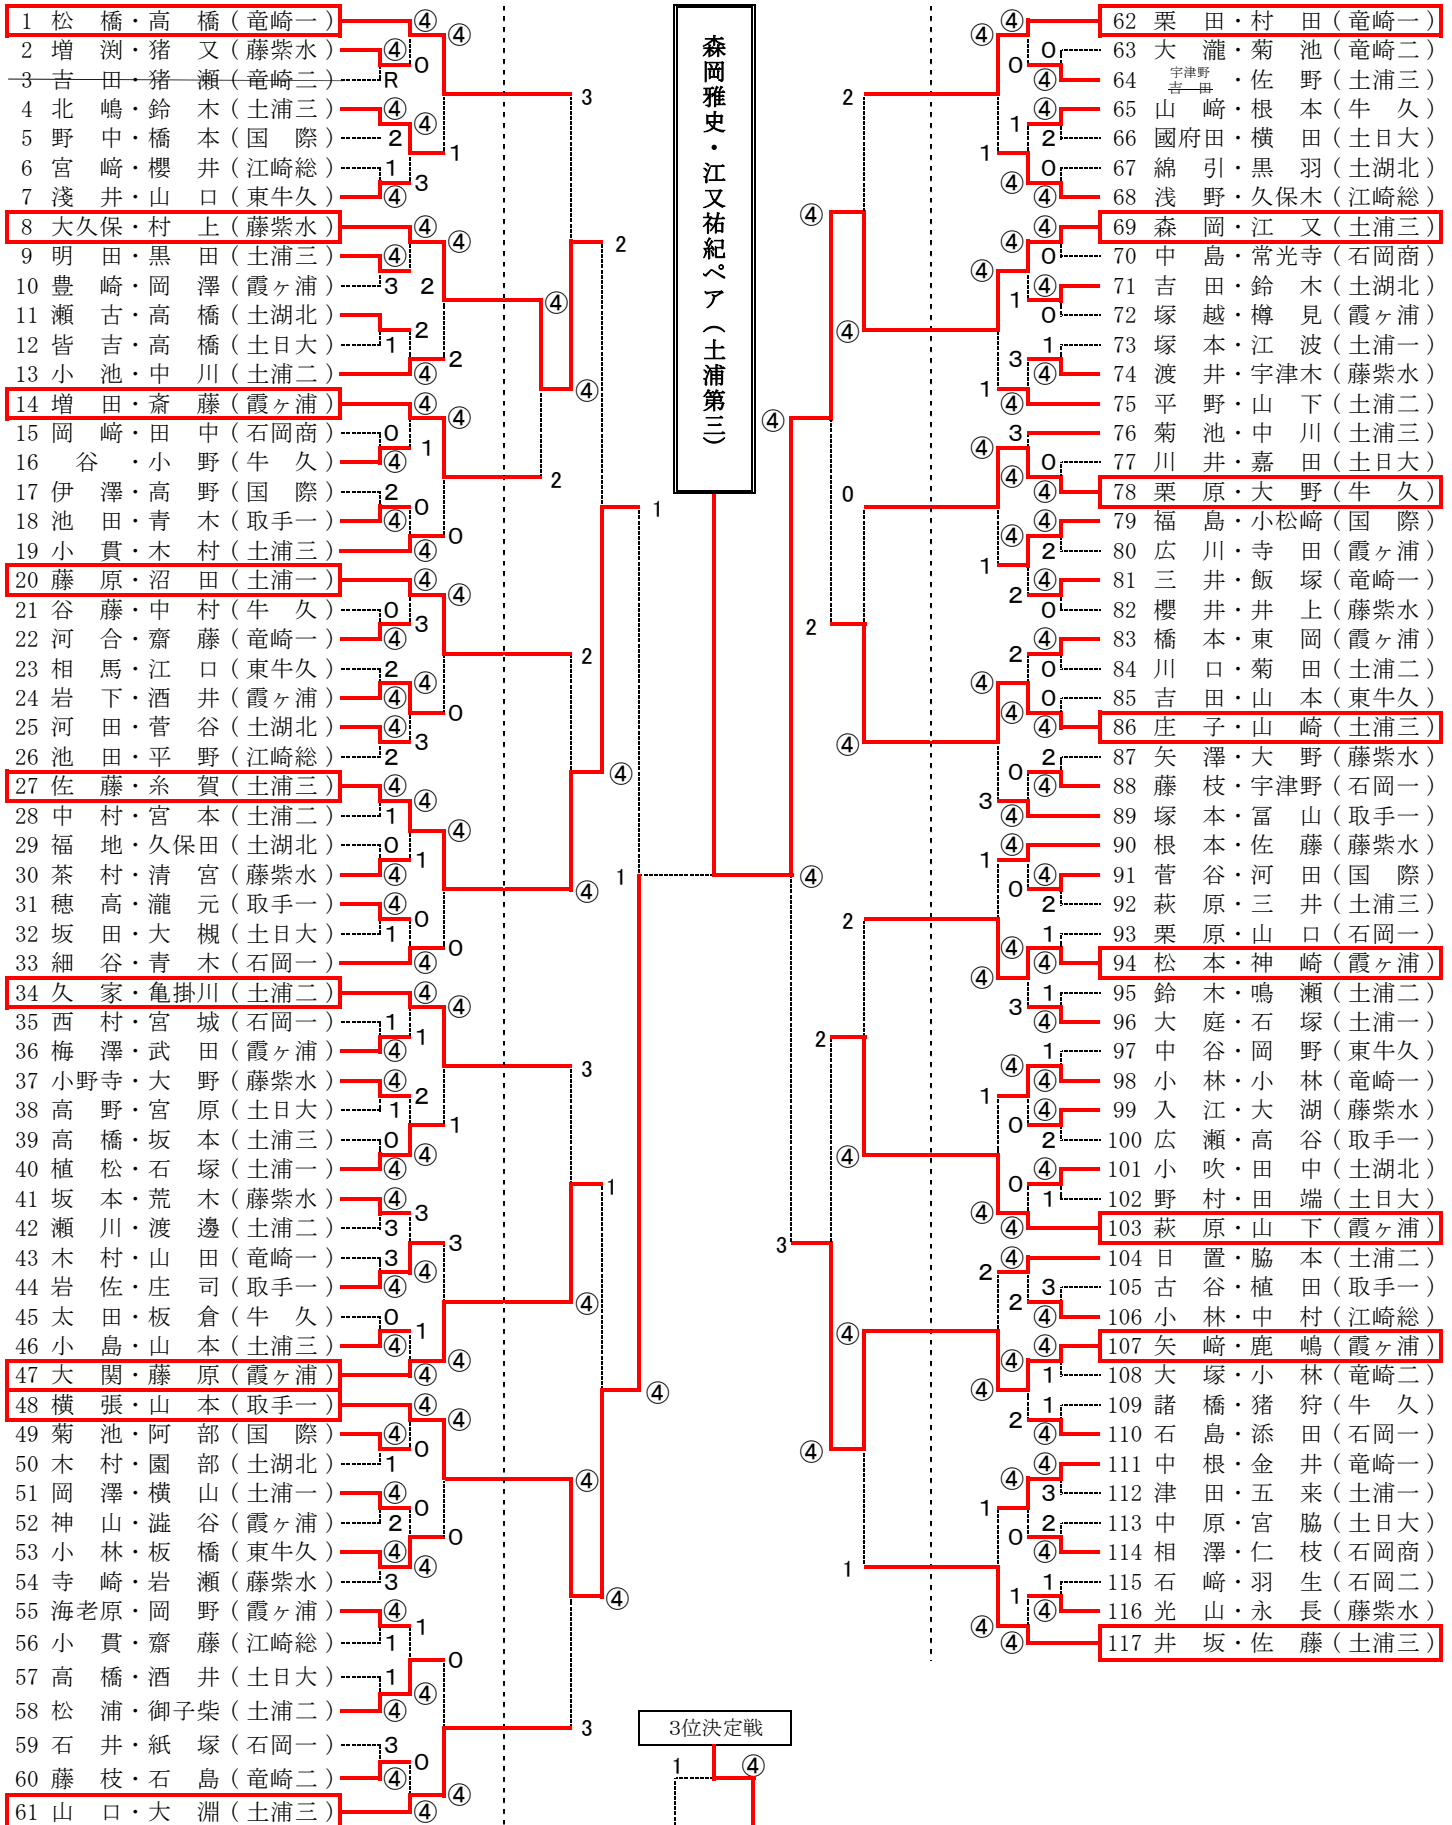 1 松 橋・高 橋（竜崎一）
2 増 渕・猪 又（藤紫水）
3 吉 田・猪 瀬（竜崎二）
4 北 嶋・鈴 木（土浦三）
5 野 中・橋 本（国 際）
6 宮 﨑・櫻 井（江崎総）
7 淺 井・山 口（東牛久）
8 大久保・村 上（藤紫水）
9 明 田・黒 田（土浦三）
10 豊 崎・岡 澤（霞ヶ浦）
11 瀬 古・高 橋（土湖北）
12 皆 吉・高 橋（土日大）
13 小 池・中 川（土浦二）
14 増 田・斎 藤（霞ヶ浦）
15 岡 﨑・田 中（石岡商）
16 谷 ・小 野（牛 久）
17 伊 澤・高 野（国 際）
18 池 田・青 木（取手一）
19 小 貫・木 村（土浦三）
20 藤 原・沼 田（土浦一）
21 谷 藤・中 村（牛 久）
22 河 合・齋 藤（竜崎一）
23 相 馬・江 口（東牛久）
24 岩 下・酒 井（霞ヶ浦）
25 河 田・菅 谷（土湖北）
26 池 田・平 野（江崎総）
27 佐 藤・糸 賀（土浦三）
28 中 村・宮 本（土浦二）
29 福 地・久保田（土湖北）
30 茶 村・清 宮（藤紫水）
31 穂 高・瀧 元（取手一）
32 坂 田・大 槻（土日大）
33 細 谷・青 木（石岡一）
34 久 家・亀掛川（土浦二）
35 西 村・宮 城（石岡一）
36 梅 澤・武 田（霞ヶ浦）
37 小野寺・大 野（藤紫水）
38 高 野・宮 原（土日大）
39 高 橋・坂 本（土浦三）
40 植 松・石 塚（土浦一）
41 坂 本・荒 木（藤紫水）
42 瀬 川・渡 邊（土浦二）
43 木 村・山 田（竜崎一）
44 岩 佐・庄 司（取手一）
45 太 田・板 倉（牛 久）
46 小 島・山 本（土浦三）
47 大 関・藤 原（霞ヶ浦）
48 横 張・山 本（取手一）
49 菊 池・阿 部（国 際）
50 木 村・園 部（土湖北）
51 岡 澤・横 山（土浦一）
52 神 山・澁 谷（霞ヶ浦）
53 小 林・板 橋（東牛久）
54 寺 崎・岩 瀬（藤紫水）
55 海老原・岡 野（霞ヶ浦）
56 小 貫・齋 藤（江崎総）
57 高 橋・酒 井（土日大）
58 松 浦・御子柴（土浦二）
59 石 井・紙 塚（石岡一）
60 藤 枝・石 島（竜崎二）
61 山 口・大 淵（土浦三）
森岡雅史・江又祐紀ペア（土浦第三）
3位決定戦
1 ④
62 栗 田・村 田（竜崎一）
63 大 瀧・菊 池（竜崎二）
宇津野
64 吉 田・佐 野（土浦三）
65 山 﨑・根 本（牛 久）
66 國府田・横 田（土日大）
67 綿 引・黒 羽（土湖北）
68 浅 野・久保木（江崎総）
69 森 岡・江 又（土浦三）
70 中 島・常光寺（石岡商）
71 吉 田・鈴 木（土湖北）
72 塚 越・樽 見（霞ヶ浦）
73 塚 本・江 波（土浦一）
74 渡 井・宇津木（藤紫水）
75 平 野・山 下（土浦二）
76 菊 池・中 川（土浦三）
77 川 井・嘉 田（土日大）
78 栗 原・大 野（牛 久）
79 福 島・小松﨑（国 際）
80 広 川・寺 田（霞ヶ浦）
81 三 井・飯 塚（竜崎一）
82 櫻 井・井 上（藤紫水）
83 橋 本・東 岡（霞ヶ浦）
84 川 口・菊 田（土浦二）
85 吉 田・山 本（東牛久）
86 庄 子・山 崎（土浦三）
87 矢 澤・大 野（藤紫水）
88 藤 枝・宇津野（石岡一）
89 塚 本・冨 山（取手一）
90 根 本・佐 藤（藤紫水）
91 菅 谷・河 田（国 際）
92 萩 原・三 井（土浦三）
93 栗 原・山 口（石岡一）
94 松 本・神 崎（霞ヶ浦）
95 鈴 木・鳴 瀬（土浦二）
96 大 庭・石 塚（土浦一）
97 中 谷・岡 野（東牛久）
98 小 林・小 林（竜崎一）
99 入 江・大 湖（藤紫水）
100 広 瀬・高 谷（取手一）
101 小 吹・田 中（土湖北）
102 野 村・田 端（土日大）
103 萩 原・山 下（霞ヶ浦）
104 日 置・脇 本（土浦二）
105 古 谷・植 田（取手一）
106 小 林・中 村（江崎総）
107 矢 﨑・鹿 嶋（霞ヶ浦）
108 大 塚・小 林（竜崎二）
109 諸 橋・猪 狩（牛 久）
110 石 島・添 田（石岡一）
111 中 根・金 井（竜崎一）
112 津 田・五 来（土浦一）
113 中 原・宮 脇（土日大）
114 相 澤・仁 枝（石岡商）
115 石 﨑・羽 生（石岡二）
116 光 山・永 長（藤紫水）
117 井 坂・佐 藤（土浦三）